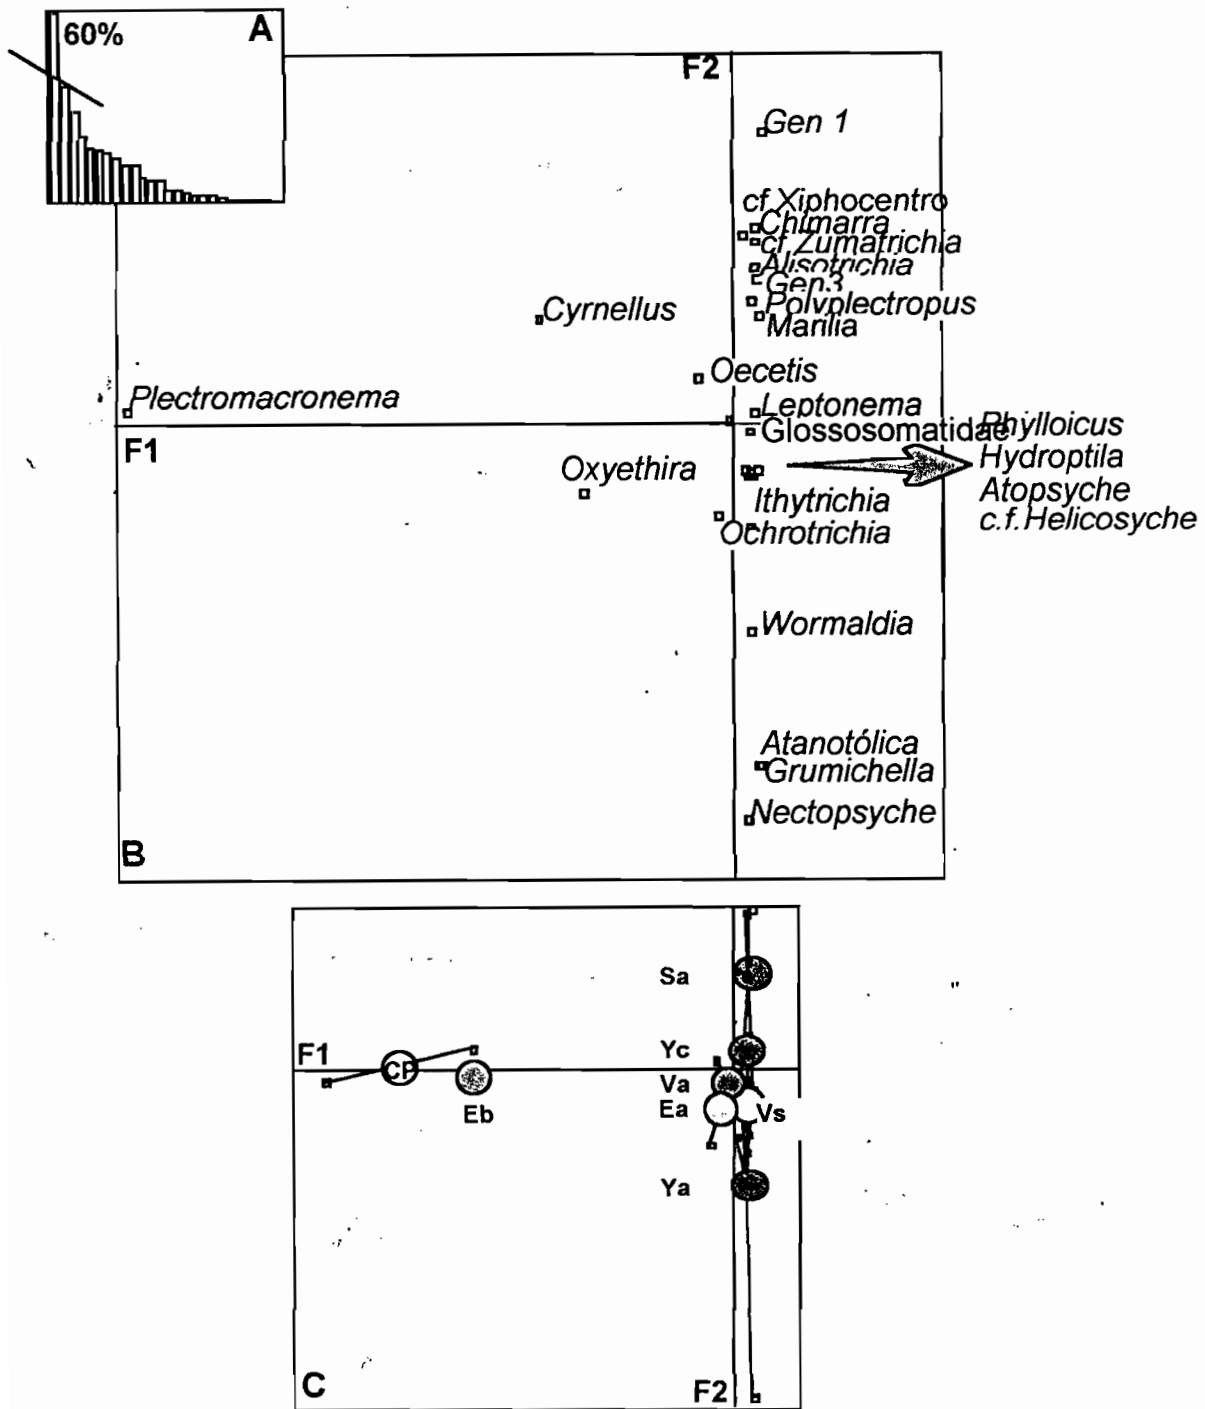 60%
A
F2
Gen 1
cf.Xiphocentro
Chimarra
cf.Zumatrichia
Alisotrichia
Gen3
Polyplectropus
Marilia
Cyrnellus
Oecetis
Plectromacronema
Leptonema
F1
Glossosomatidae
Phylloicus
Oxyethira
Hydroptila
Atopsyche
Ithytrichia
c.f.Helicosyche
Ochrotrichia
Wormaldia
Atanotólica
Grumichella
Nectopsyche
B
Sa
F1
Yc
CP
Va
Eb
Ea
Vs
Ya
C
F2